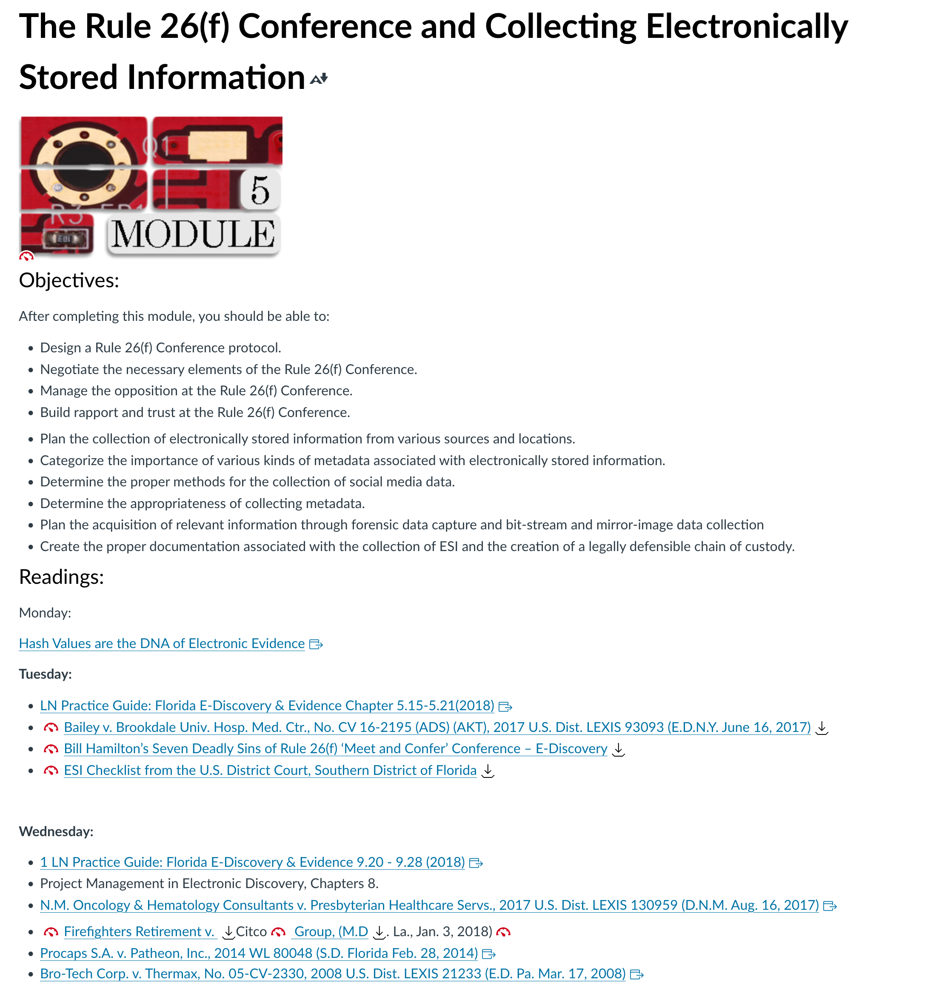 The Rule 26(f) Conference and Collecting Electronically
Stored Information
Q1
5
R3 FB1
E01
MODULE
Objectives:
After completing this module, you should be able to:
Design a Rule 26(f) Conference protocol.
Negotiate the necessary elements of the Rule 26(f) Conference.
Manage the opposition at the Rule 26(f) Conference.
Build rapport and trust at the Rule 26(f) Conference.
Plan the collection of electronically stored information from various sources and locations.
Categorize the importance of various kinds of metadata associated with electronically stored information.
Determine the proper methods for the collection of social media data.
Determine the appropriateness of collecting metadata.
Plan the acquisition of relevant information through forensic data capture and bit-stream and mirror-image data collection
Create the proper documentation associated with the collection of ESI and the creation of a legally defensible chain of custody.
Readings:
Monday:
Hash Values are the DNA of Electronic Evidence
Tuesday:
LN Practice Guide: Florida E-Discovery & Evidence Chapter 5.15-5.21(2018)
Bailey v. Brookdale Univ. Hosp. Med. Ctr., No. CV 16-2195 (ADS) (AKT), 2017 U.S. Dist. LEXIS 93093 (E.D.N.Y. June 16, 2017)
Bill Hamilton’s Seven Deadly Sins of Rule 26(f) ‘Meet and Confer’ Conference – E-Discovery
ESI Checklist from the U.S. District Court, Southern District of Florida
Wednesday:
1 LN Practice Guide: Florida E-Discovery & Evidence 9.20 - 9.28 (2018)
Project Management in Electronic Discovery, Chapters 8.
N.M. Oncology & Hematology Consultants v. Presbyterian Healthcare Servs., 2017 U.S. Dist. LEXIS 130959 (D.N.M. Aug. 16, 2017)
Firefighters Retirement v. Citco Group, (M.D . La., Jan. 3, 2018)
Procaps S.A. v. Patheon, Inc., 2014 WL 80048 (S.D. Florida Feb. 28, 2014)
Bro-Tech Corp. v. Thermax, No. 05-CV-2330, 2008 U.S. Dist. LEXIS 21233 (E.D. Pa. Mar. 17, 2008)